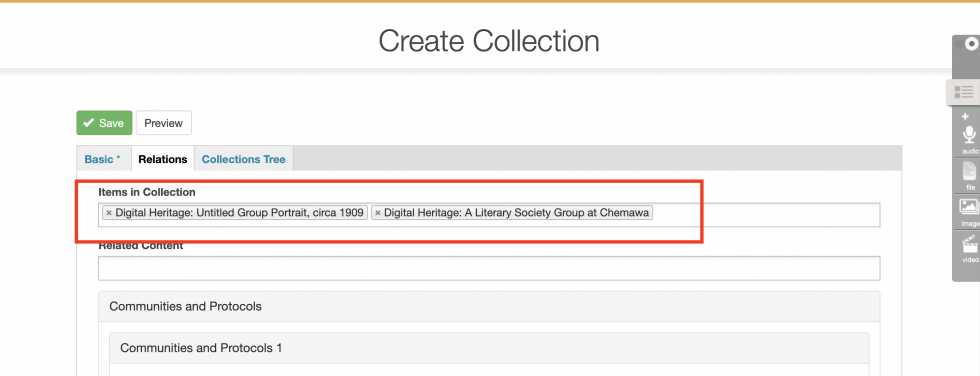 Create Collection
Save Preview
Basic * Relations Collections Tree
Items in Collection
× Digital Heritage: Untitled Group Portrait, circa 1909 × Digital Heritage: A Literary Society Group at Chemawa
Related Content
Communities and Protocols
Communities and Protocols 1
+
audio
file
image
video